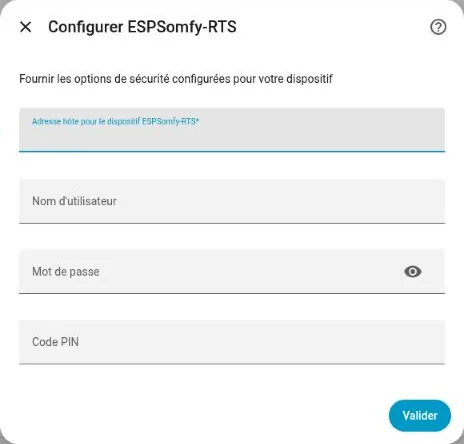 Configurer ESPSomfy-RTS
Fournir les options de sécurité configurées pour votre dispositif
Adresse hôte pour le dispositif ESPSomfy-RTS*
Nom d'utilisateur
Mot de passe
Code PIN
Valider